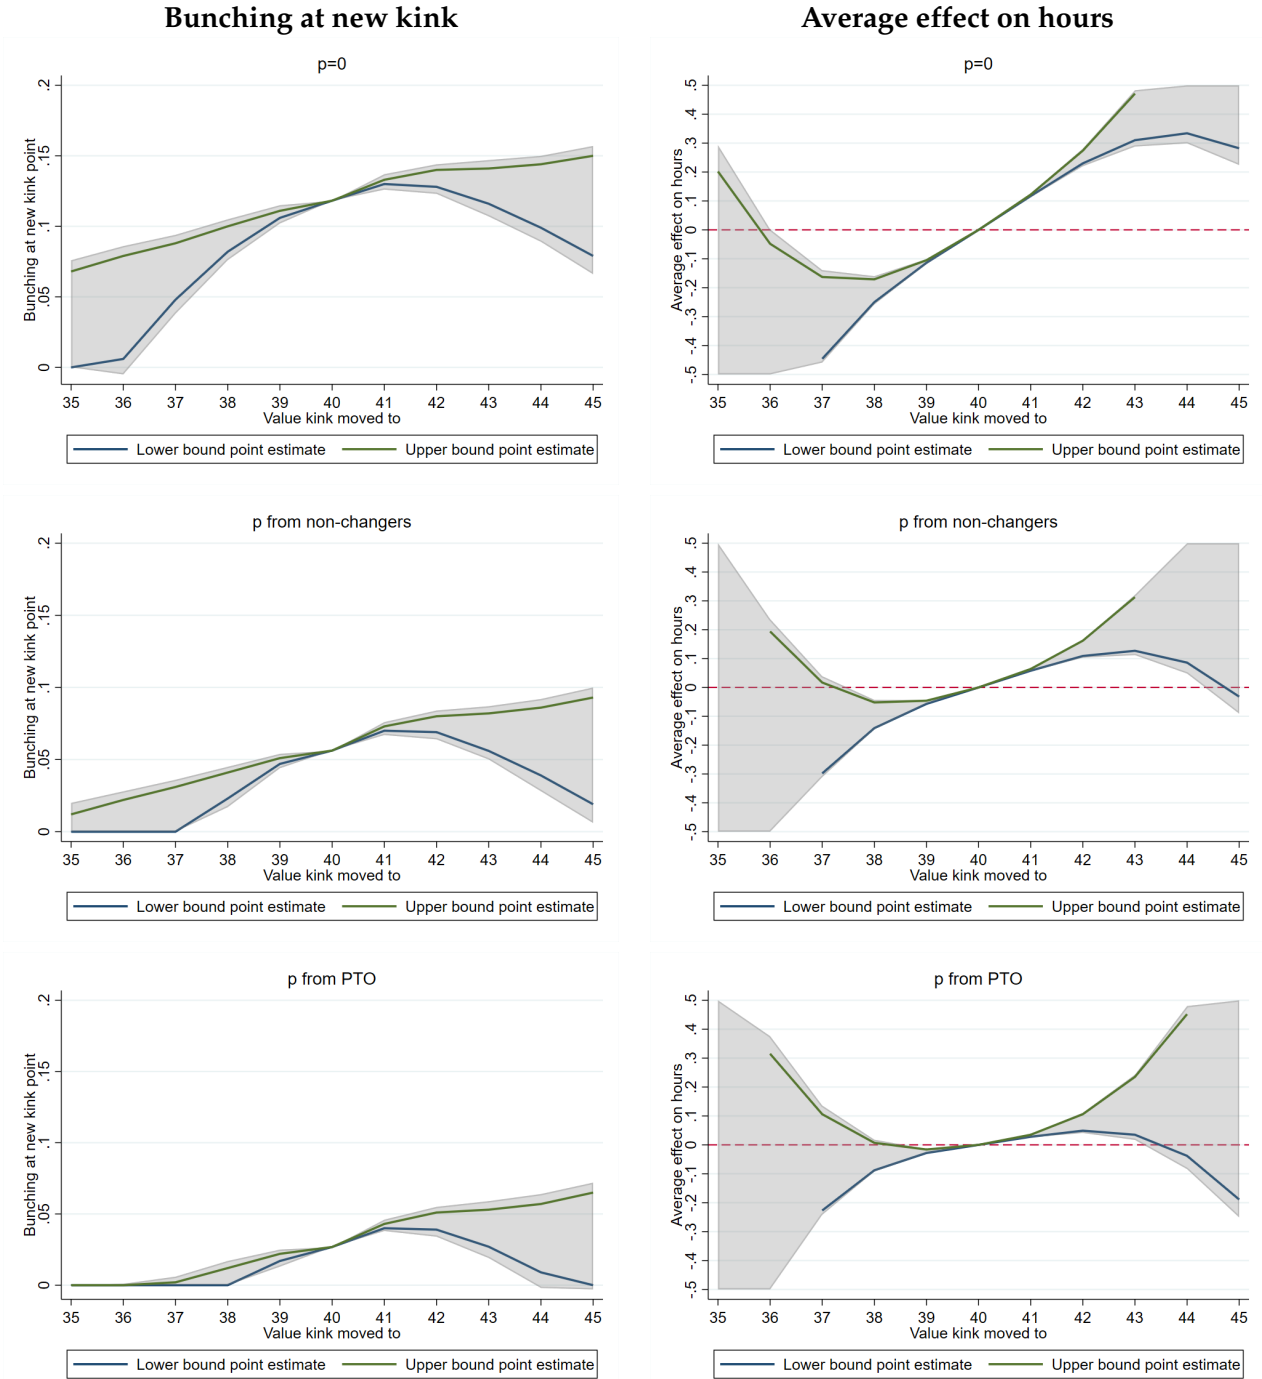 Bunching at new kink
Average effect on hours
p=0
Bunching at new kink point
0 .05 .1 .15 .2
35 36 37 38 39 40 41 42 43 44 45
Value kink moved to
Lower bound point estimate Upper bound point estimate
p=0
Average effect on hours
-.5 -.4 -.3 -.2 -.1 0 .1 .2 .3 .4 .5
35 36 37 38 39 40 41 42 43 44 45
Value kink moved to
Lower bound point estimate Upper bound point estimate
p from non-changers
Bunching at new kink point
0 .05 .1 .15 .2
35 36 37 38 39 40 41 42 43 44 45
Value kink moved to
Lower bound point estimate Upper bound point estimate
p from non-changers
Average effect on hours
-.5 -.4 -.3 -.2 -.1 0 .1 .2 .3 .4 .5
35 36 37 38 39 40 41 42 43 44 45
Value kink moved to
Lower bound point estimate Upper bound point estimate
p from PTO
Bunching at new kink point
0 .05 .1 .15 .2
35 36 37 38 39 40 41 42 43 44 45
Value kink moved to
Lower bound point estimate Upper bound point estimate
p from PTO
Average effect on hours
-.5 -.4 -.3 -.2 -.1 0 .1 .2 .3 .4 .5
35 36 37 38 39 40 41 42 43 44 45
Value kink moved to
Lower bound point estimate Upper bound point estimate